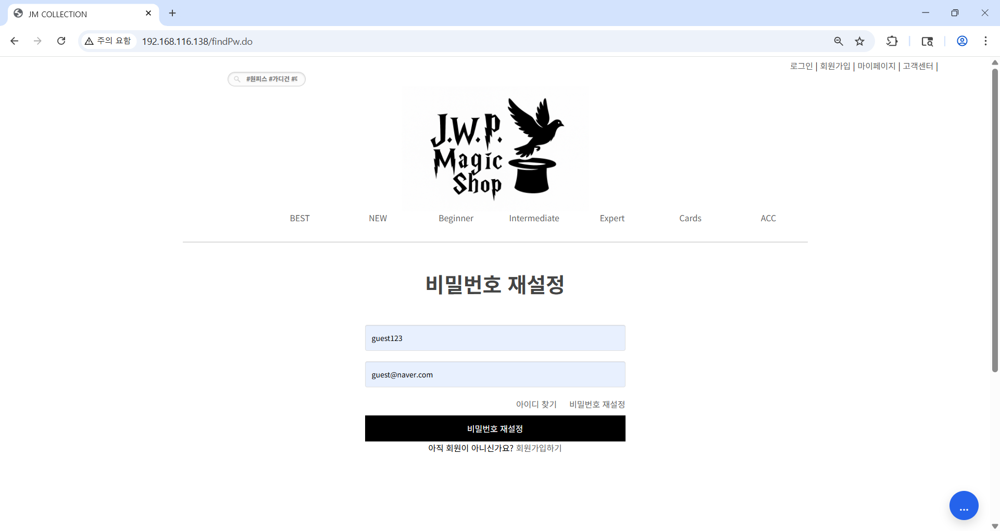 JM COLLECTION
주의 요함
192.168.116.138/findPw.do
로그인 | 회원가입 | 마이페이지 | 고객센터 |
#원피스 #가디건
J.W.P.
Magic
Shop
BEST NEW Beginner Intermediate Expert Cards ACC
비밀번호 재설정
guest123
guest@naver.com
아이디 찾기 비밀번호 재설정
비밀번호 재설정
아직 회원이 아니신가요? 회원가입하기
...